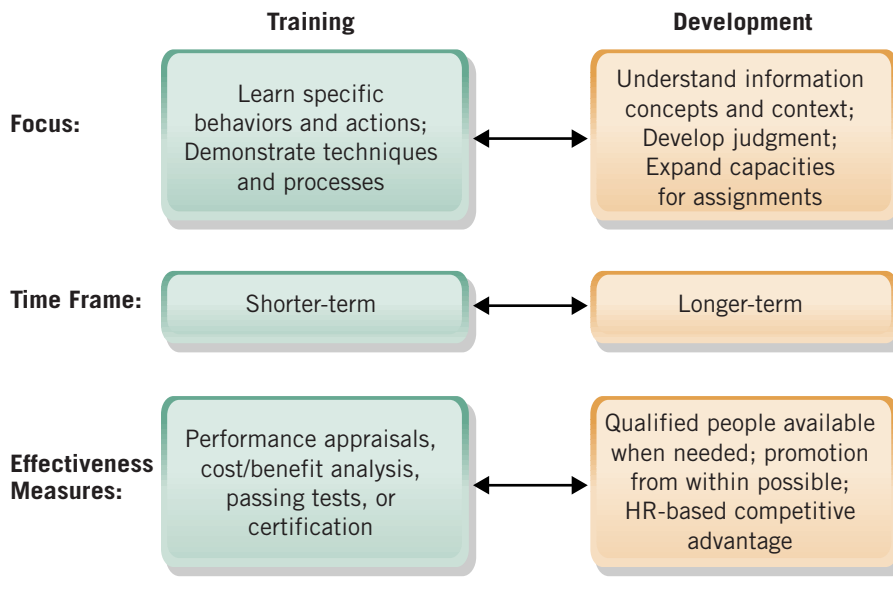 Training
Development
Focus:
Learn specific
behaviors and actions;
Demonstrate techniques
and processes
Understand information
concepts and context;
Develop judgment;
Expand capacities
for assignments
Time Frame:
Shorter-term
Longer-term
Effectiveness
Measures:
Performance appraisals,
cost/benefit analysis,
passing tests, or
certification
Qualified people available
when needed; promotion
from within possible;
HR-based competitive
advantage